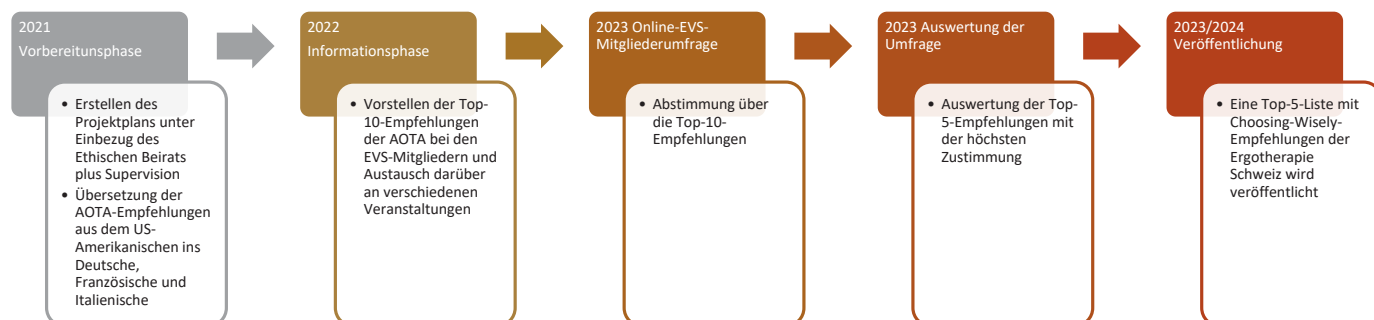 2021
Vorbereitunsphase
• Erstellen des
Projektplans unter
Einbezug des
Ethischen Beirats
plus Supervision
• Übersetzung der
AOTA-Empfehlungen
aus dem US-
Amerikanischen ins
Deutsche,
Französische und
Italienische
2022
Informationsphase
• Vorstellen der Top-
10-Empfehlungen
der AOTA bei den
EVS-Mitgliedern und
Austausch darüber
an verschiedenen
Veranstaltungen
2023 Online-EVS-
Mitgliederumfrage
• Abstimmung über
die Top-10-
Empfehlungen
2023 Auswertung der
Umfrage
• Auswertung der Top-
5-Empfehlungen mit
der höchsten
Zustimmung
2023/2024
Veröffentlichung
• Eine Top-5-Liste mit
Choosing-Wisely-
Empfehlungen der
Ergotherapie
Schweiz wird
veröffentlicht